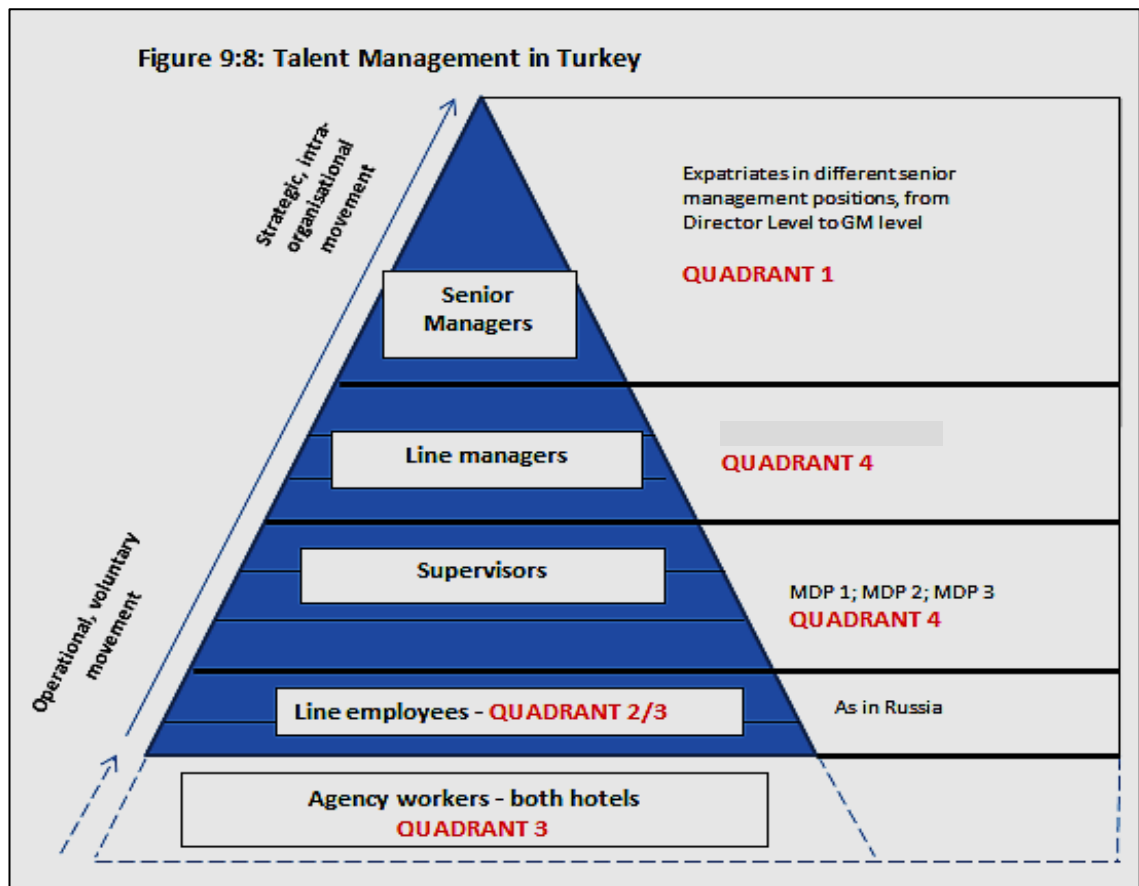 Figure 9:8: Talent Management in Turkey
Strategic, intra-
organisational
movement
Expatriates in different senior
management positions, from
Director Level to GM level
QUADRANT 1
Senior
Managers
Line managers
QUADRANT 4
Operational, voluntary
movement
Supervisors
MDP 1; MDP 2; MDP 3
QUADRANT 4
Line employees - QUADRANT 2/3
As in Russia
Agency workers - both hotels
QUADRANT 3